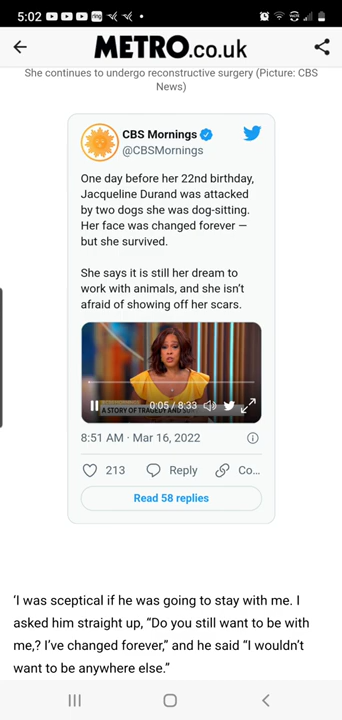 5:02
ring
METRO.co.uk
She continues to undergo reconstructive surgery (Picture: CBS
News)
CBS Mornings
@CBSMornings
One day before her 22nd birthday,
Jacqueline Durand was attacked
by two dogs she was dog-sitting.
Her face was changed forever —
but she survived.
She says it is still her dream to
work with animals, and she isn’t
afraid of showing off her scars.
A STORY OF TRAGEDY AND
0:05 / 8:33
8:51 AM · Mar 16, 2022
213 Reply Co...
Read 58 replies
‘I was sceptical if he was going to stay with me. I
asked him straight up, “Do you still want to be with
me,? I’ve changed forever,” and he said “I wouldn’t
want to be anywhere else.”